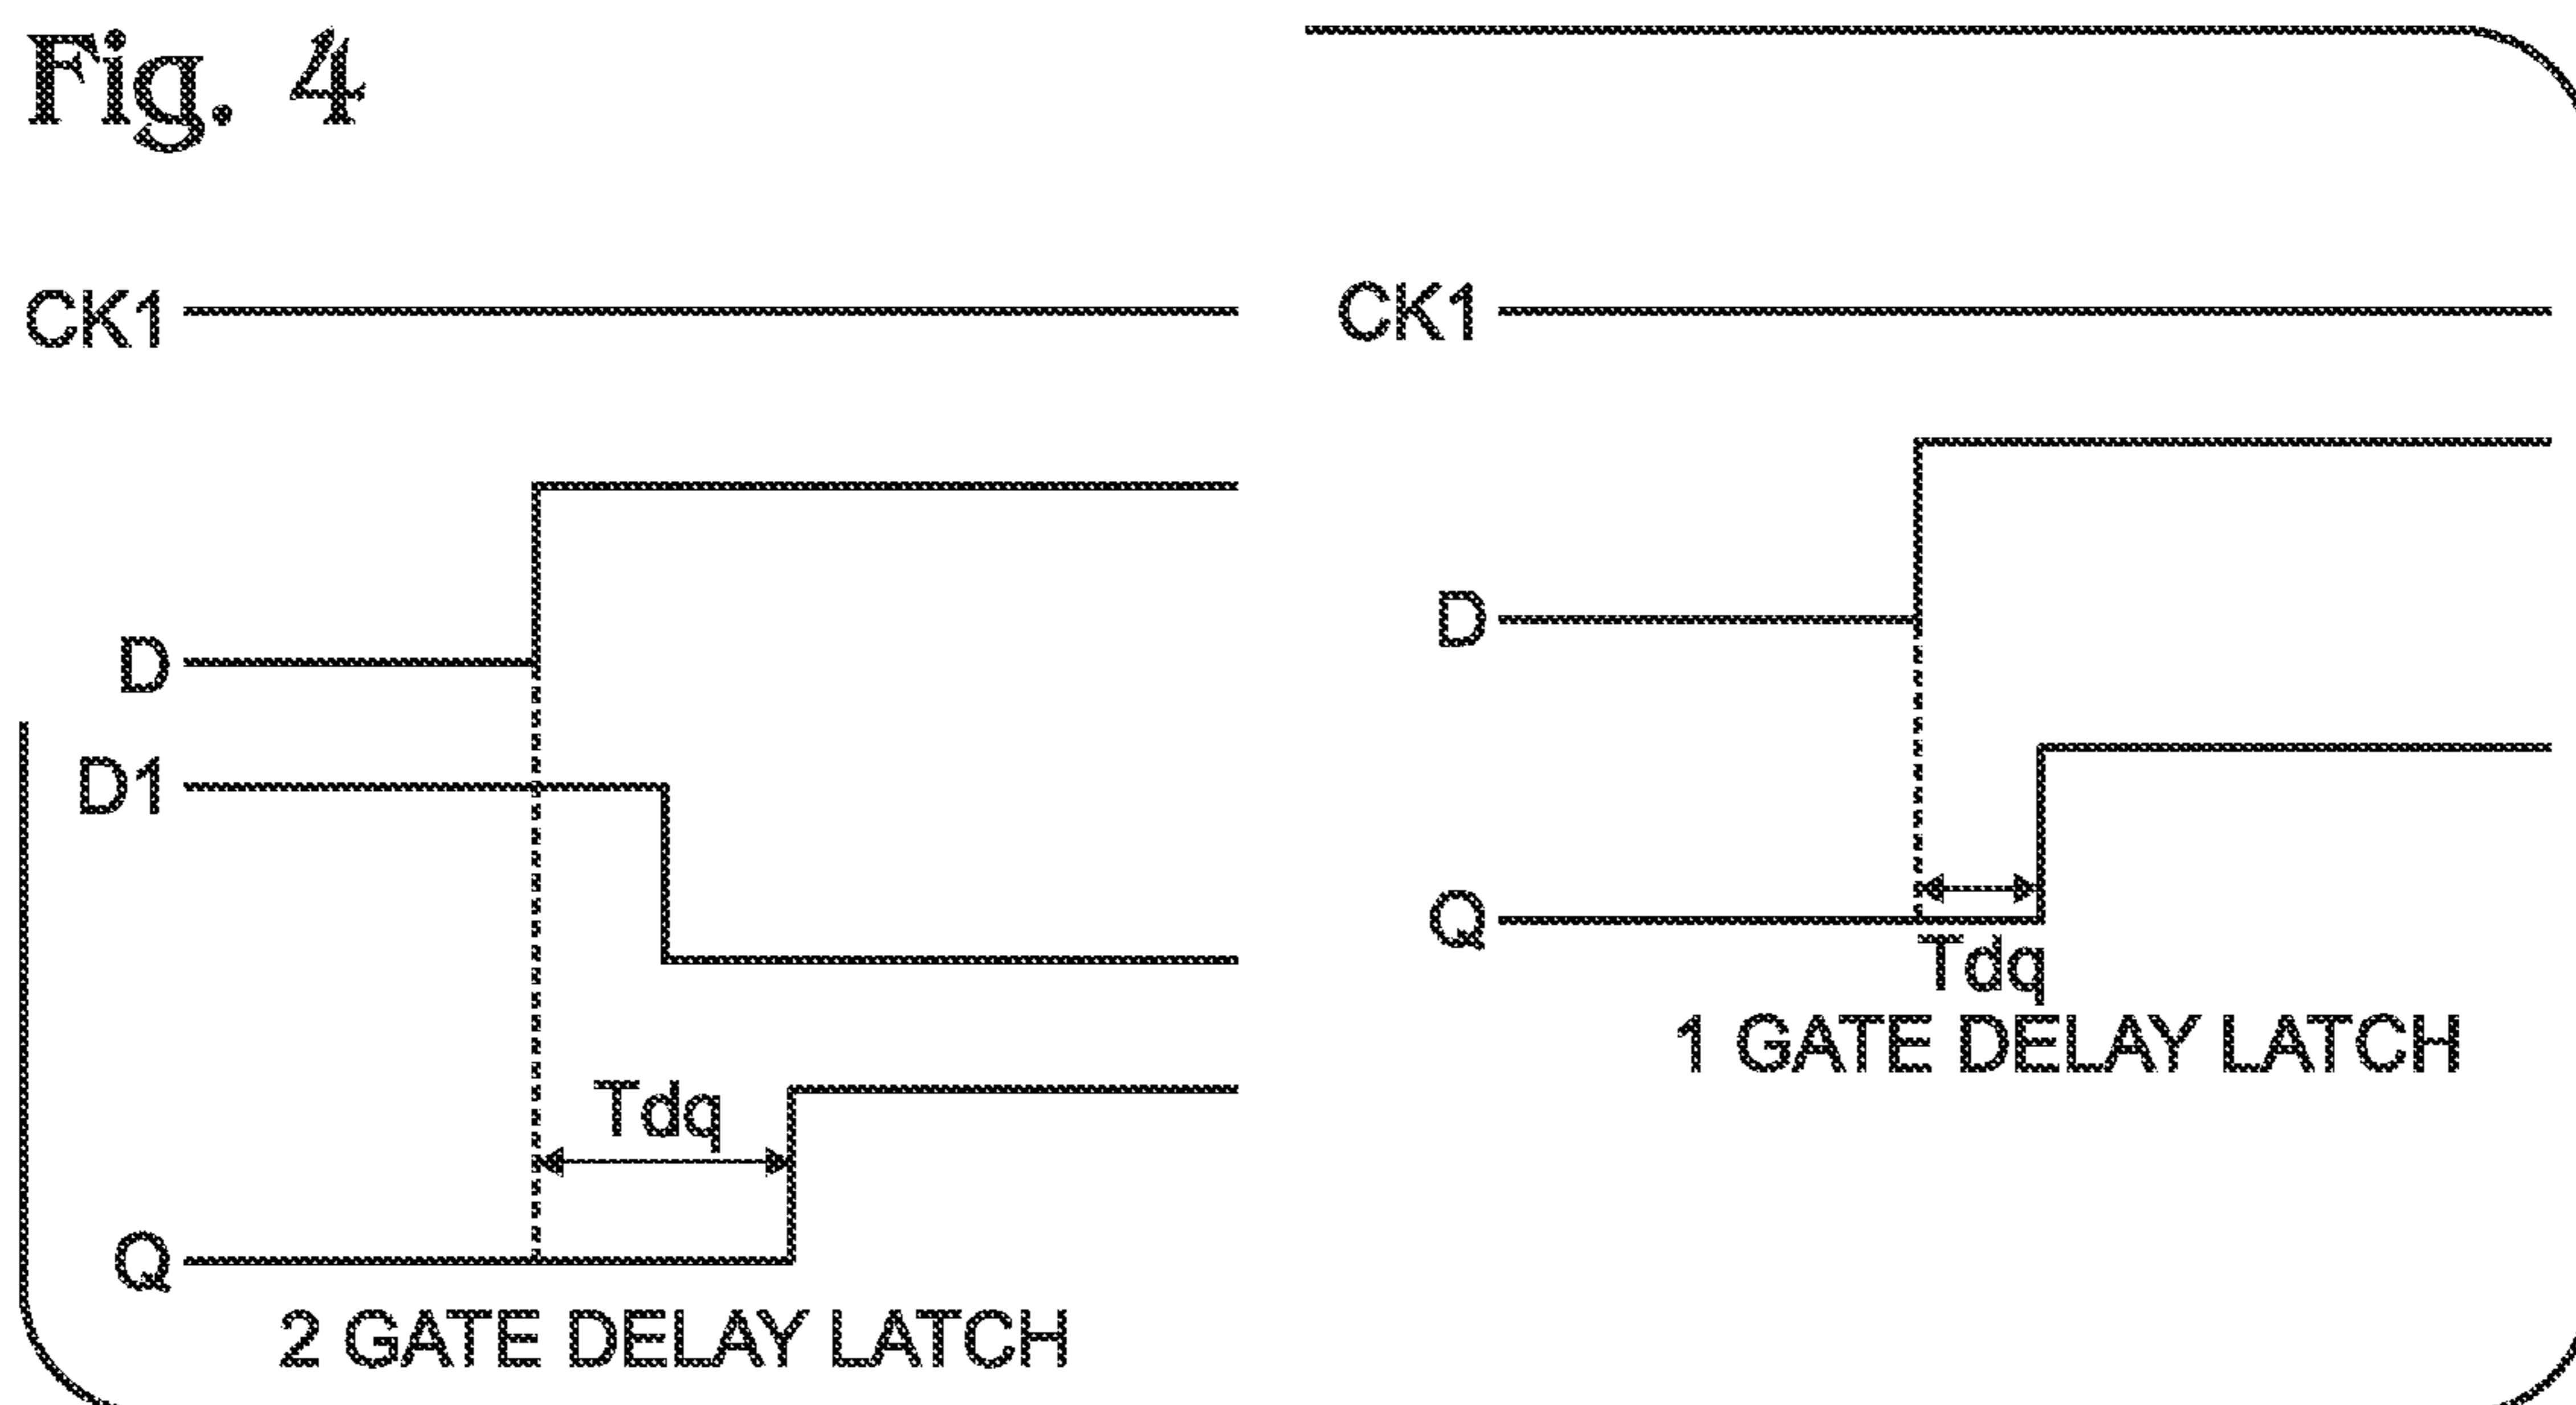 Fig. 4
CK1
D
D1
Tdq
Q
2 GATE DELAY LATCH
CK1
D
Q
Tdq
1 GATE DELAY LATCH